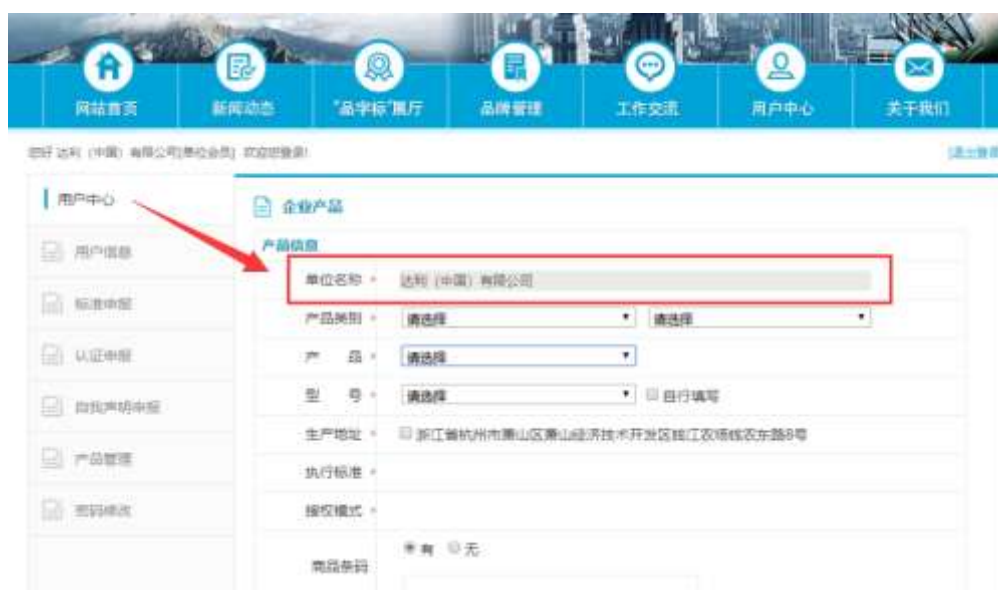 网站首页 新闻动态 "品字标"展厅 品牌管理 工作交流 用户中心 关于我们
您好 达利（中国）有限公司[单位会员] 欢迎您登录! [退出登录
用户中心
企业产品
用户信息
产品信息
单位名称 * 达利（中国）有限公司
标准申报
产品类别 * 请选择 请选择
认证申报
产 品 * 请选择
型 号 * 请选择 自行填写
自我声明申报
生产地址 * 浙江省杭州市萧山区萧山经济技术开发区钱江农场钱农东路8号
产品管理
执行标准 *
密码修改
授权模式 *
有 无
商品条码